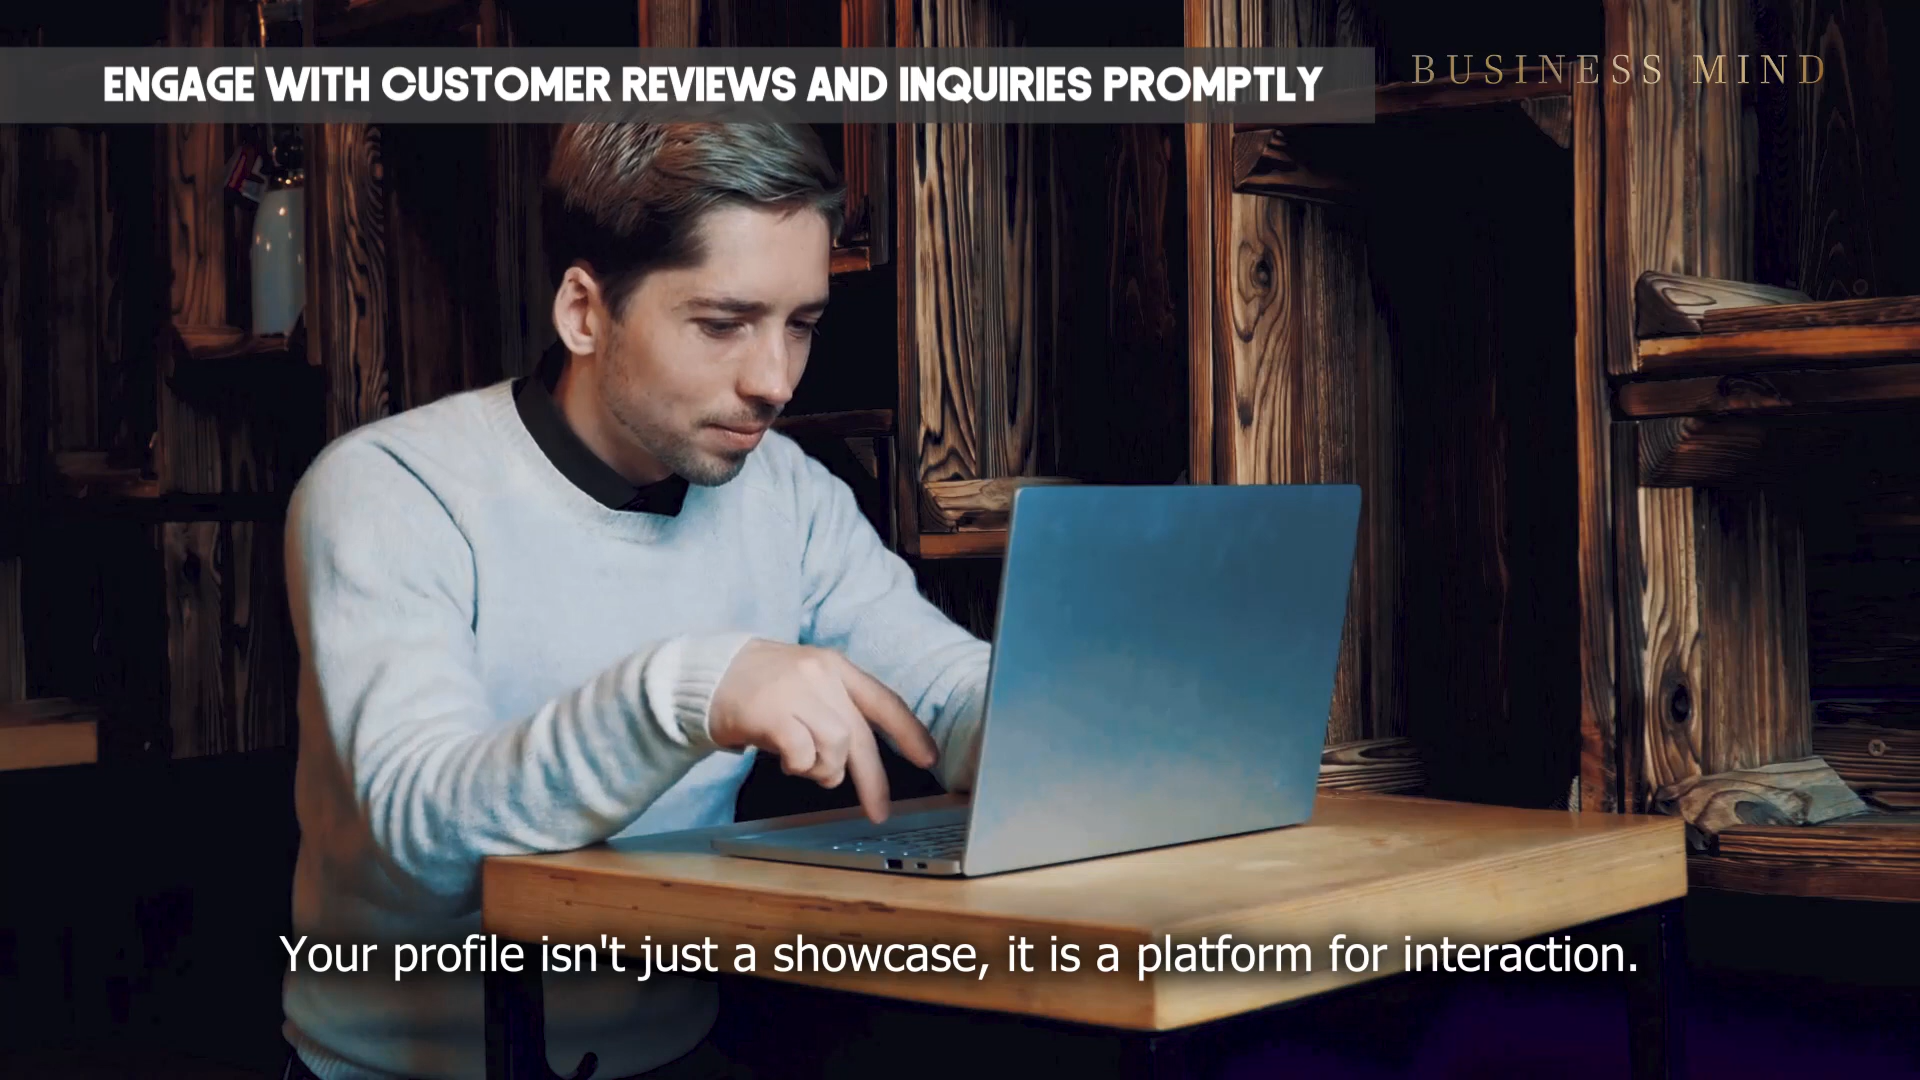 ENGAGE WITH CUSTOMER REVIEWS AND INQUIRIES PROMPTLY
BUSINESS MIND
Your profile isn't just a showcase, it is a platform for interaction.